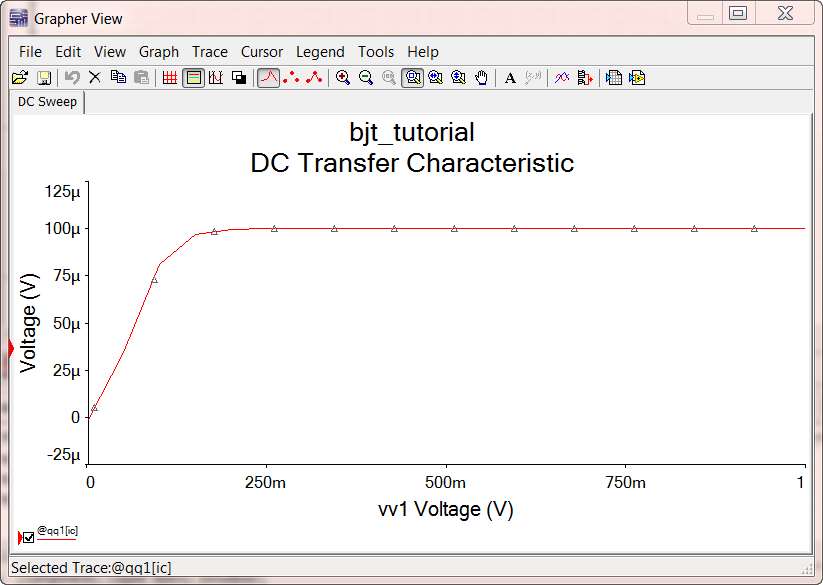 Grapher View
File Edit View Graph Trace Cursor Legend Tools Help
A
DC Sweep
bjt_tutorial
DC Transfer Characteristic
125µ
100µ
75µ
50µ
25µ
0
-25µ
Voltage (V)
0 250m 500m 750m 1
vv1 Voltage (V)
@qq1[ic]
Selected Trace:@qq1[ic]